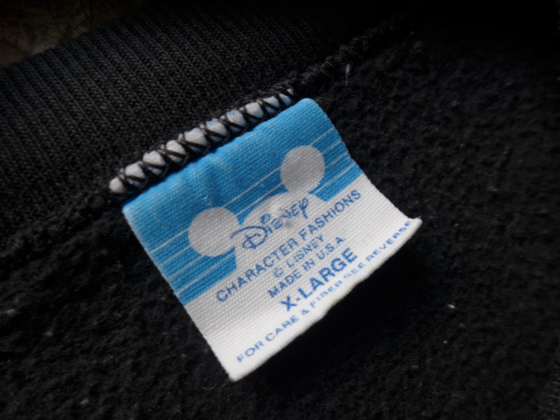 Disney
CHARACTER FASHIONS
© DISNEY
MADE IN U.S.A.
X-LARGE
FOR CARE & FIBER SEE REVERSE